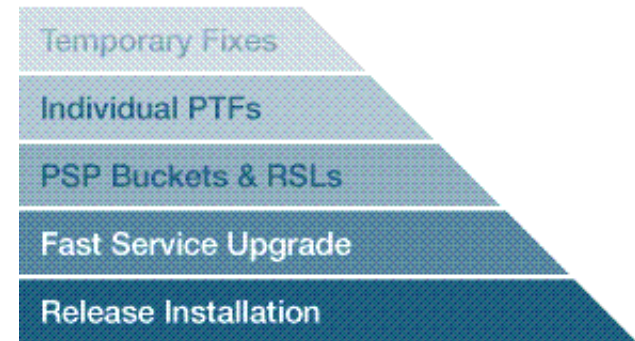 Temporary Fixes
Individual PTFs
PSP Buckets & RSLs
Fast Service Upgrade
Release Installation